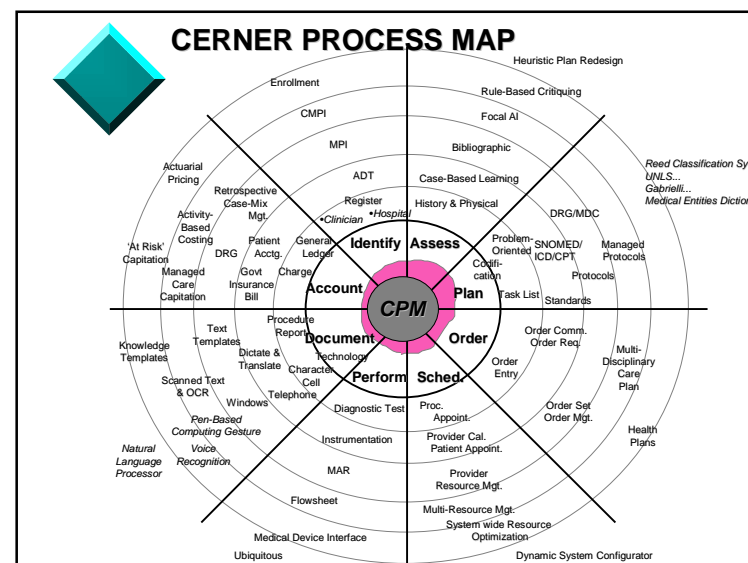 CERNER PROCESS MAP
Heuristic Plan Redesign
Enrollment
Rule-Based Critiquing
CMPI
Focal AI
MPI
Bibliographic
Actuarial
Pricing
Reed Classification Sy
UNLS...
Gabrielli...
Medical Entities Diction
ADT
Case-Based Learning
Retrospective
Case-Mix
Mgt.
Register
•Clinician
•Hospital
History & Physical
Activity-
Based
Costing
DRG/MDC
Patient
Acctg.
General
Ledger
Identify
Assess
Problem-
Oriented
SNOMED/
ICD/CPT
Managed
Protocols
'At Risk'
Capitation
DRG
Codifi-
cation
Managed
Care
Capitation
Govt
Insurance
Bill
Charge
Account
Plan
Protocols
CPM
Task List
Standards
Procedure
Report
Document
Order
Order Comm.
Order Req.
Knowledge
Templates
Text
Templates
Dictate &
Translate
Technology
Character
Cell
Perform
Sched.
Order
Entry
Multi-
Disciplinary
Care
Plan
Scanned Text
& OCR
Windows
Telephone
Diagnostic Test
Proc.
Appoint.
Order Set
Order Mgt.
Pen-Based
Computing Gesture
Health
Plans
Natural
Language
Processor
Voice
Recognition
Instrumentation
Provider Cal.
Patient Appoint.
MAR
Provider
Resource Mgt.
Flowsheet
Multi-Resource Mgt.
Medical Device Interface
System wide Resource
Optimization
Ubiquitous
Dynamic System Configurator